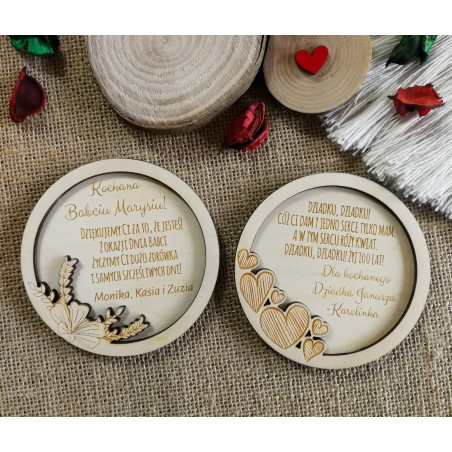 Kochana
Babciu Marysiu!
DZIĘKUJEMY CI ZA TO, ŻE JESTEŚ!
Z OKAZJI DNIA BABCI
ŻYCZYMY CI DUŻO ZDRÓWKA
I SAMYCH SZCZĘŚLIWYCH DNI!
Monika, Kasia i Zuzia
DZIADKU, DZIADKU!
CÓŻ CI DAM? JEDNO SERCE TYLKO MAM.
A W TYM SERCU RÓŻY KWIAT.
DZIADKU, DZIADKU ŻYJ 100 LAT!
Dla kochanego
Dziadka Janusza
-Karolinka